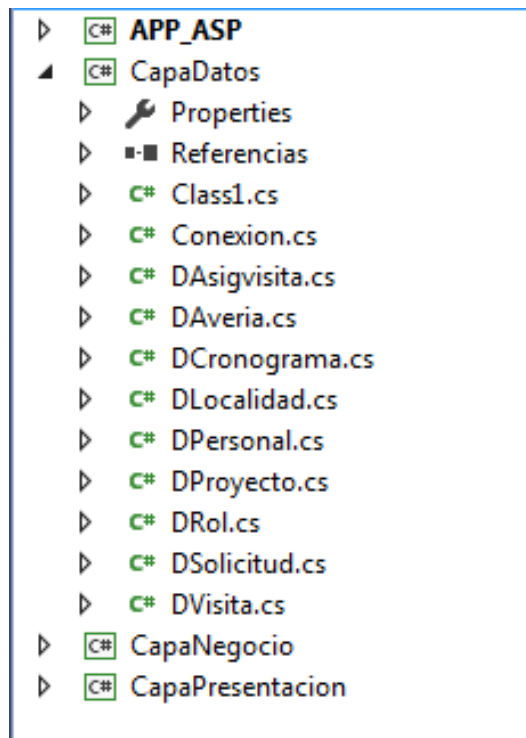 C# APP_ASP
C# CapaDatos
Properties
Referencias
C# Class1.cs
C# Conexion.cs
C# DAsigvisita.cs
C# DAveria.cs
C# DCronograma.cs
C# DLocalidad.cs
C# DPersonal.cs
C# DProyecto.cs
C# DRol.cs
C# DSolicitud.cs
C# DVisita.cs
C# CapaNegocio
C# CapaPresentacion